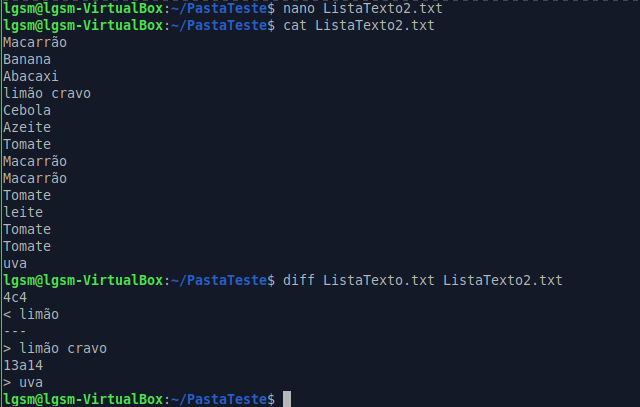 lgsm@lgsm-VirtualBox:~/PastaTeste$ nano ListaTexto2.txt
lgsm@lgsm-VirtualBox:~/PastaTeste$ cat ListaTexto2.txt
Macarrão
Banana
Abacaxi
limão cravo
Cebola
Azeite
Tomate
Macarrão
Macarrão
Tomate
leite
Tomate
Tomate
uva
lgsm@lgsm-VirtualBox:~/PastaTeste$ diff ListaTexto.txt ListaTexto2.txt
4c4
< limão
---
> limão cravo
13a14
> uva
lgsm@lgsm-VirtualBox:~/PastaTeste$